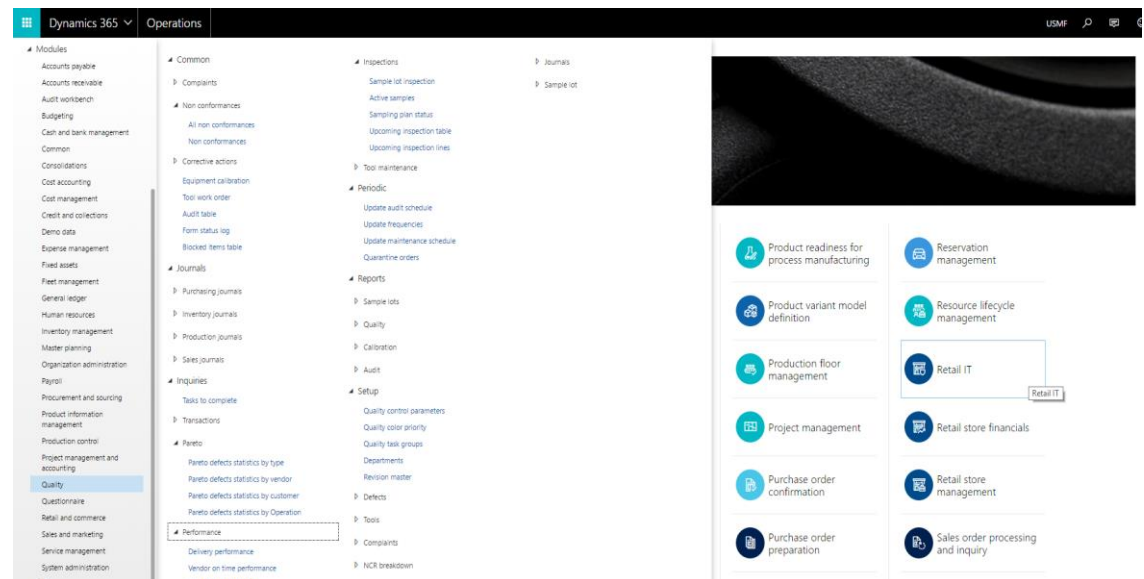 Dynamics 365
Operations
USMF
Modules
Accounts payable
Accounts receivable
Audit workbench
Budgeting
Cash and bank management
Common
Consolidations
Cost accounting
Cost management
Credit and collections
Demo data
Expense management
Fixed assets
Fleet management
General ledger
Human resources
Inventory management
Master planning
Organization administration
Payroll
Procurement and sourcing
Product information
management
Production control
Project management and
accounting
Quality
Questionnaire
Retail and commerce
Sales and marketing
Service management
System administration
Common
Complaints
Non conformances
All non conformances
Non conformances
Corrective actions
Equipment calibration
Tool work order
Audit table
Form status log
Blocked items table
Journals
Purchasing journals
Inventory journals
Production journals
Sales journals
Inquiries
Tasks to complete
Transactions
Pareto
Pareto defects statistics by type
Pareto defects statistics by vendor
Pareto defects statistics by customer
Pareto defects statistics by Operation
Performance
Delivery performance
Vendor on time performance
Inspections
Sample lot inspection
Active samples
Sampling plan status
Upcoming inspection table
Upcoming inspection lines
Tool maintenance
Periodic
Update audit schedule
Update frequencies
Update maintenance schedule
Quarantine orders
Reports
Sample lots
Quality
Calibration
Audit
Setup
Quality control parameters
Quality color priority
Quality task groups
Departments
Revision master
Defects
Tools
Complaints
NCR breakdown
Journals
Sample lot
Product readiness for
process manufacturing
Product variant model
definition
Production floor
management
Project management
Purchase order
confirmation
Purchase order
preparation
Reservation
management
Resource lifecycle
management
Retail IT
Retail IT
Retail store financials
Retail store
management
Sales order processing
and inquiry